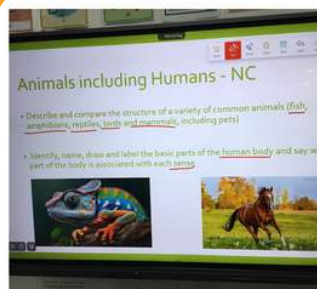 Animals including Humans - NC
• Describe and compare the structure of a variety of common animals (fish,
amphibians, reptiles, birds and mammals, including pets)
• Identify, name, draw and label the basic parts of the human body and say w
part of the body is associated with each sense